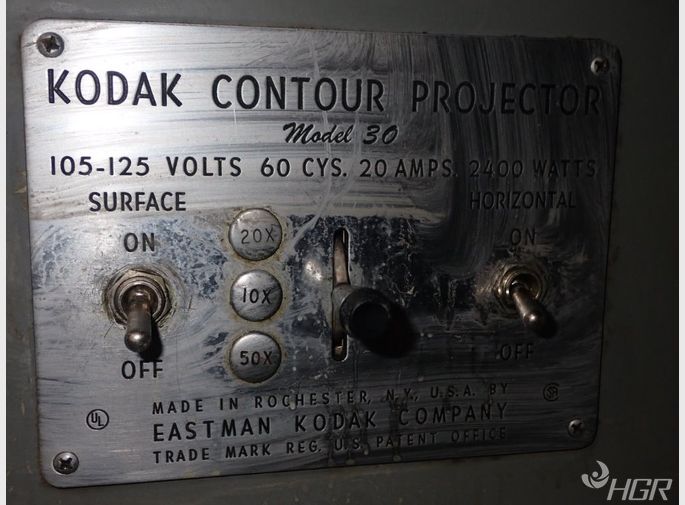 KODAK CONTOUR PROJECTOR
Model 30
105-125 VOLTS 60 CYS. 20 AMPS. 2400 WATTS
SURFACE
HORIZONTAL
ON
20X
ON
10X
OFF
50X
OFF
MADE IN ROCHESTER, N.Y., U.S.A. BY
UL
EASTMAN KODAK COMPANY
TRADE MARK REG. U.S. PATENT OFFICE
HGR